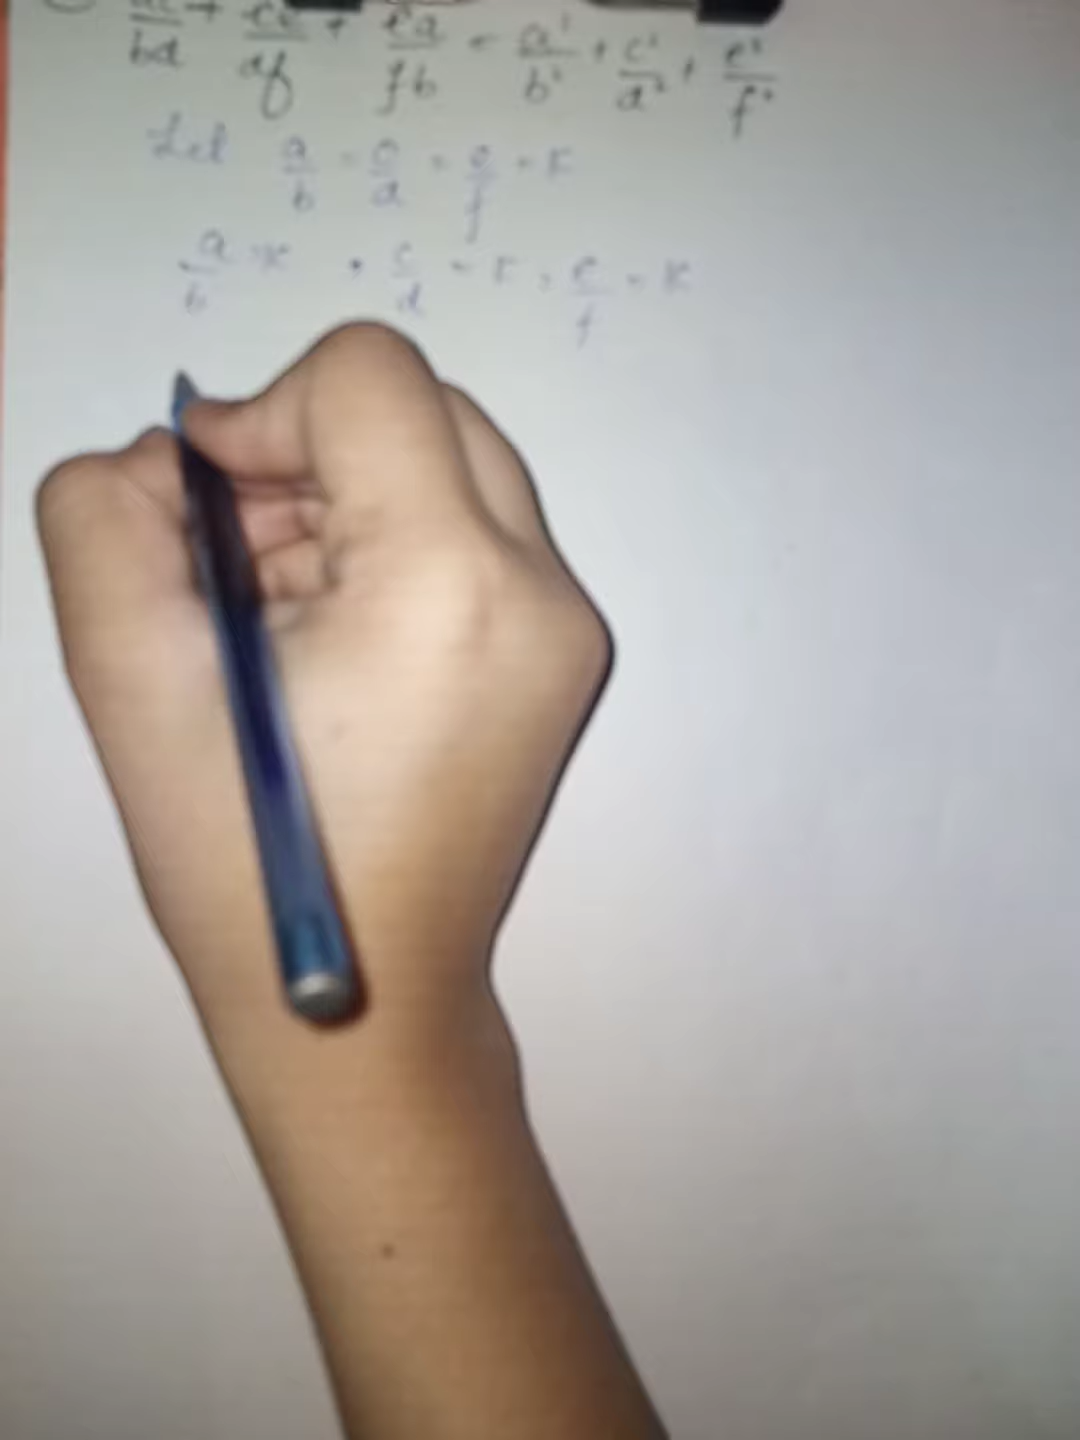 ac/bd + ce/df + ea/fb = a²/b² + c²/d² + e²/f²
Let a/b = c/d = e/f = K
a/b = K , c/d = K , e/f = K